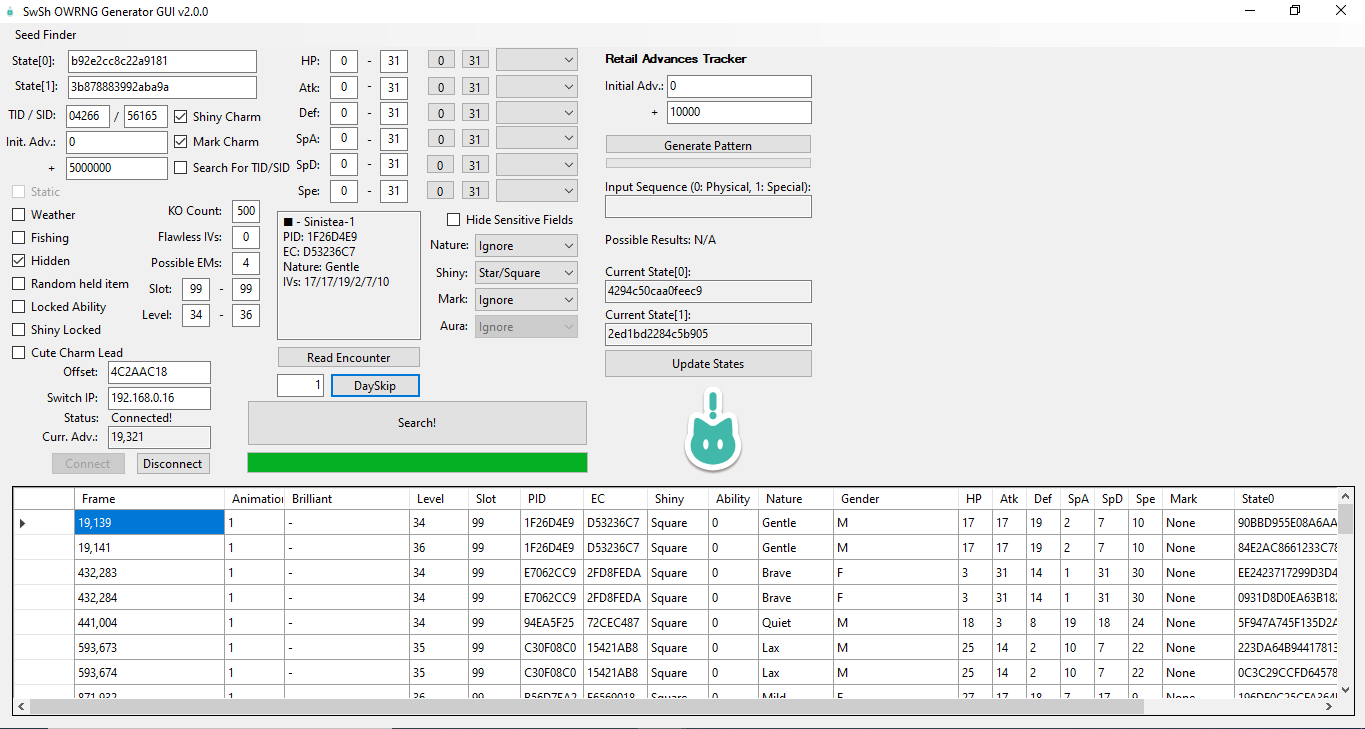 SwSh OWRNG Generator GUI v2.0.0
Seed Finder
State[0]: b92e2cc8c22a9181
State[1]: 3b878883992aba9a
TID / SID: 04266 / 56165 Shiny Charm
Init. Adv.: 0 Mark Charm
+ 5000000 Search For TID/SID
Static
Weather
Fishing
Hidden
Random held item
Locked Ability
Shiny Locked
Cute Charm Lead
KO Count: 500
Flawless IVs: 0
Possible EMs: 4
Slot: 99 - 99
Level: 34 - 36
Offset: 4C2AAC18
Switch IP: 192.168.0.16
Status: Connected!
Curr. Adv.: 19,321
Connect Disconnect
HP: 0 - 31 0 31
Atk: 0 - 31 0 31
Def: 0 - 31 0 31
SpA: 0 - 31 0 31
SpD: 0 - 31 0 31
Spe: 0 - 31 0 31
■ - Sinistea-1
PID: 1F26D4E9
EC: D53236C7
Nature: Gentle
IVs: 17/17/19/2/7/10
Read Encounter
1 DaySkip
Hide Sensitive Fields
Nature: Ignore
Shiny: Star/Square
Mark: Ignore
Aura: Ignore
Search!
Retail Advances Tracker
Initial Adv.: 0
+ 10000
Generate Pattern
Input Sequence (0: Physical, 1: Special):
Possible Results: N/A
Current State[0]:
4294c50caa0feec9
Current State[1]:
2ed1bd2284c5b905
Update States
Frame Animation Brilliant Level Slot PID EC Shiny Ability Nature Gender HP Atk Def SpA SpD Spe Mark State0
19,139 1 - 34 99 1F26D4E9 D53236C7 Square 0 Gentle M 17 17 19 2 7 10 None 90BBD955E08A6AA
19,141 1 - 36 99 1F26D4E9 D53236C7 Square 0 Gentle M 17 17 19 2 7 10 None 84E2AC8661233C78
432,283 1 - 34 99 E7062CC9 2FD8FEDA Square 0 Brave F 3 31 14 1 31 30 None EE2423717299D3D4
432,284 1 - 34 99 E7062CC9 2FD8FEDA Square 0 Brave F 3 31 14 1 31 30 None 0931D8D0EA63B182
441,004 1 - 34 99 94EA5F25 72CEC487 Square 0 Quiet M 18 3 8 19 18 24 None 5F947A745F135D2A
593,673 1 - 35 99 C30F08C0 15421AB8 Square 0 Lax M 25 14 2 10 7 22 None 223DA64B94417813
593,674 1 - 35 99 C30F08C0 15421AB8 Square 0 Lax M 25 14 2 10 7 22 None 0C3C29CCFD64578
871,932 1 - 36 99 Square 0 Mild F 27 17 18 7 17 9 None